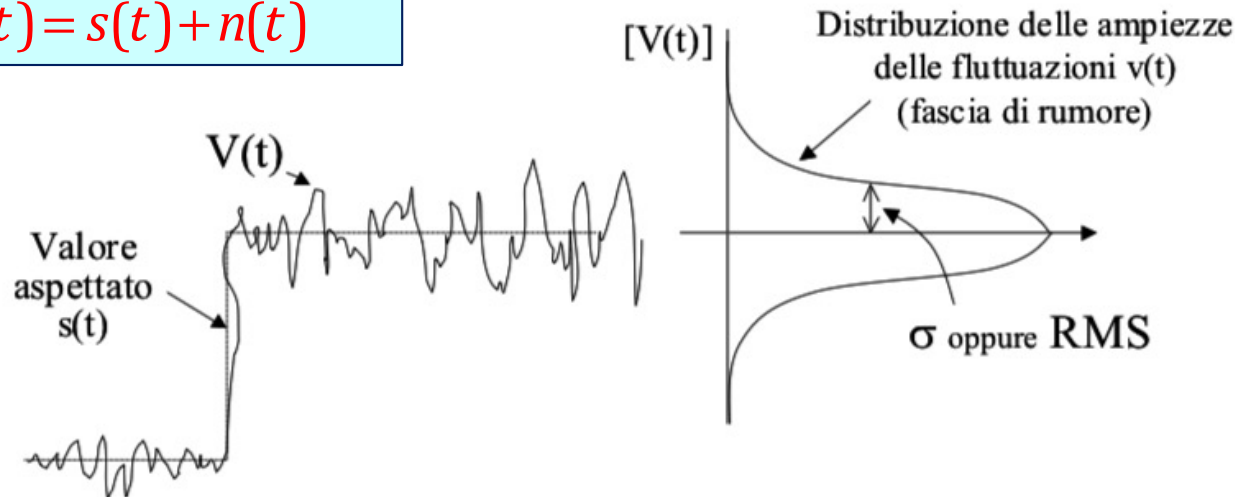 t)=s(t)+n(t)
[V(t)]
Distribuzione delle ampiezze
delle fluttuazioni v(t)
(fascia di rumore)
V(t)
Valore
aspettato
s(t)
σ oppure RMS